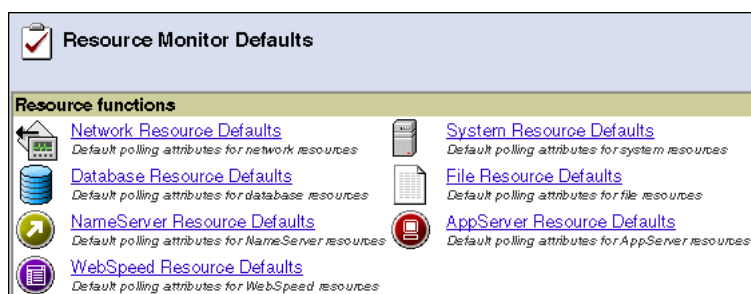 Resource Monitor Defaults
Resource functions
Network Resource Defaults
Default polling attributes for network resources
System Resource Defaults
Default polling attributes for system resources
Database Resource Defaults
Default polling attributes for database resources
File Resource Defaults
Default polling attributes for file resources
NameServer Resource Defaults
Default polling attributes for NameServer resources
AppServer Resource Defaults
Default polling attributes for AppServer resources
WebSpeed Resource Defaults
Default polling attributes for WebSpeed resources